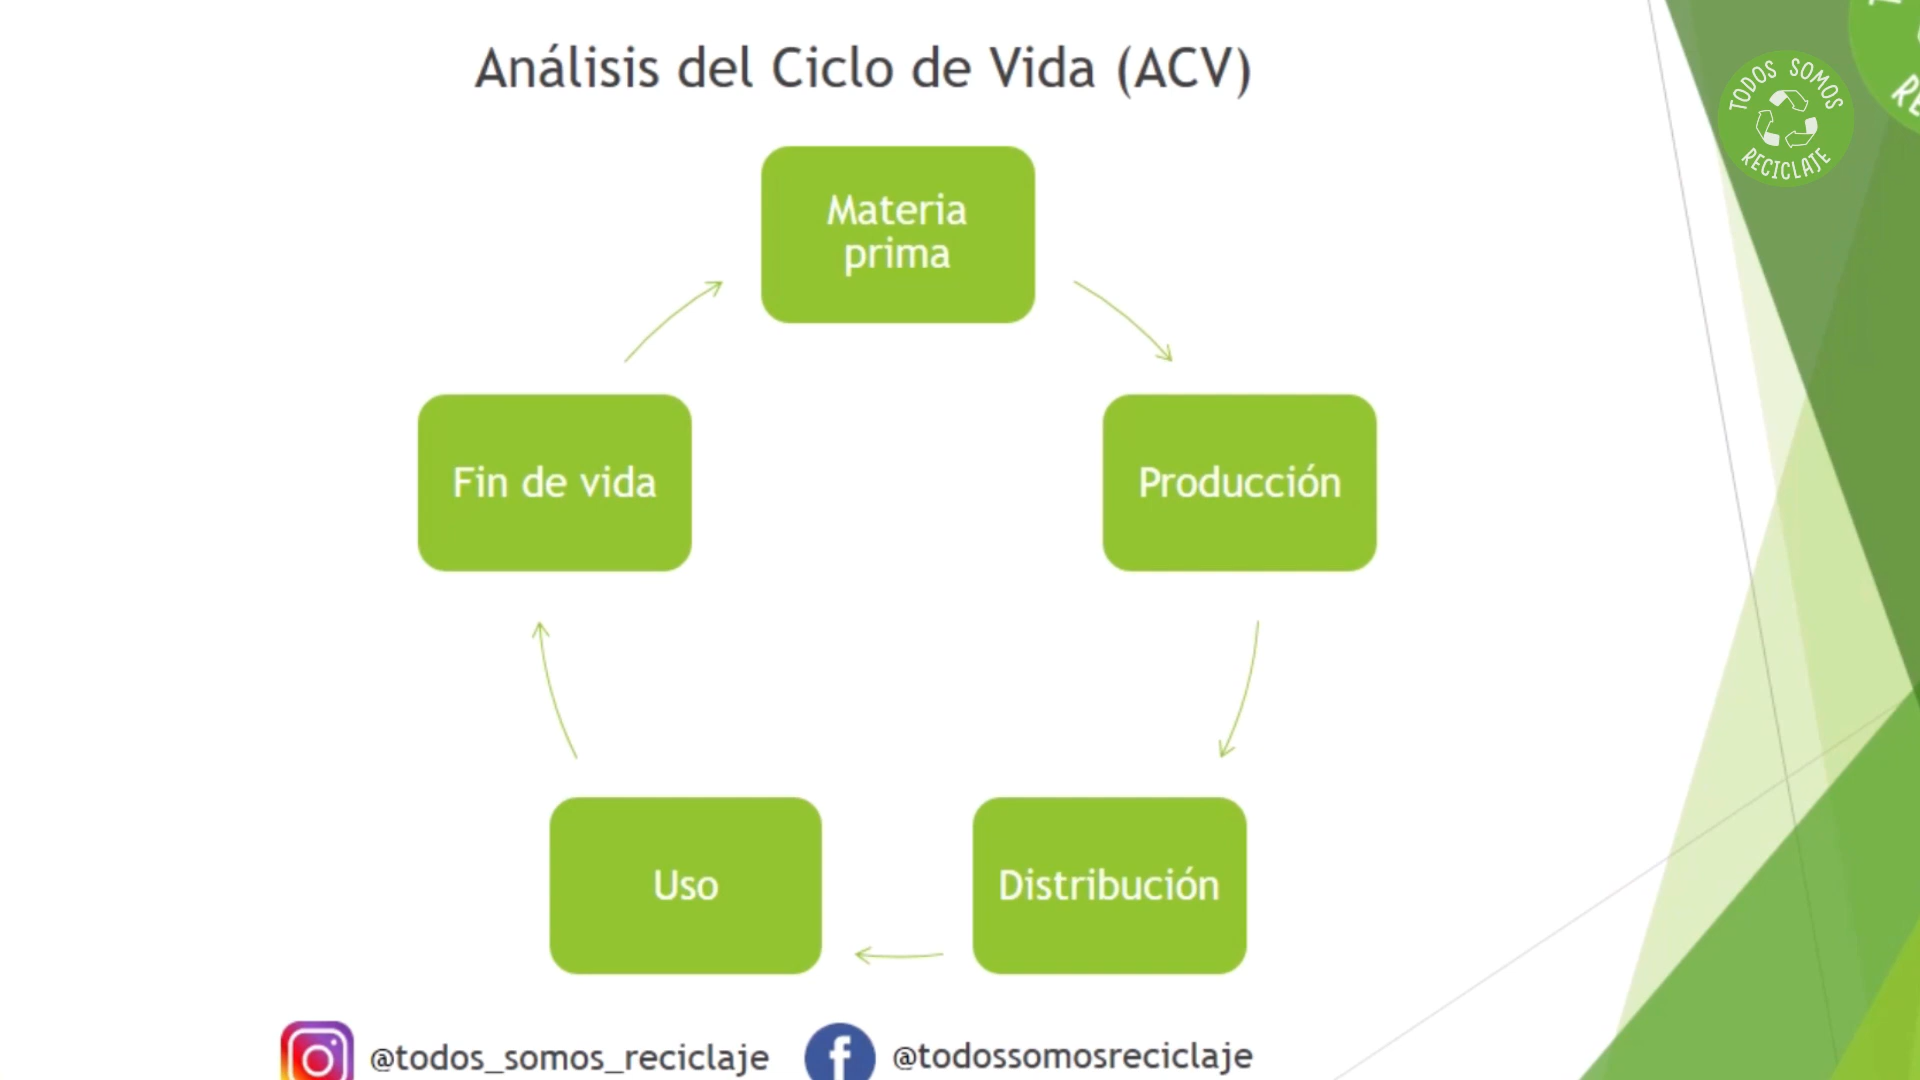 Análisis del Ciclo de Vida (ACV)
TODOS SOMOS
RECICLAJE
Materia
prima
Fin de vida
Producción
Uso
Distribución
@todos_somos_reciclaje
@todossomosreciclaje